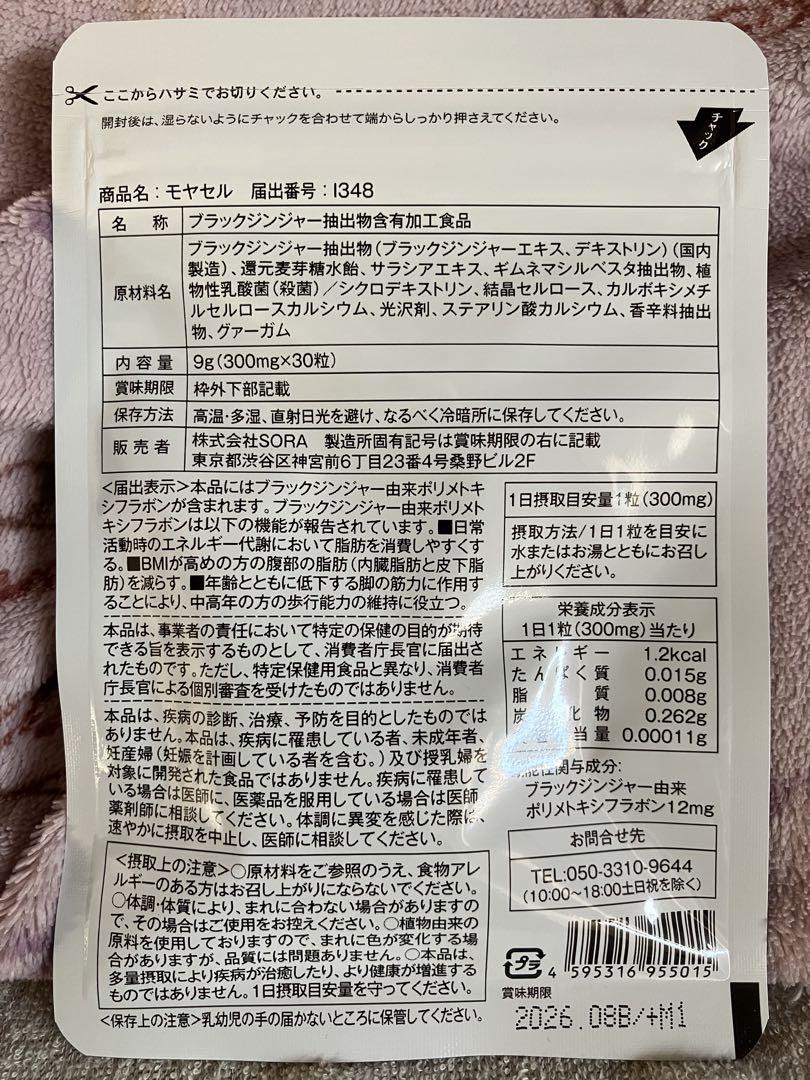 ここからハサミでお切りください。
開封後は、湿らないようにチャックを合わせて端からしっかり押さえてください。
チャック
商品名：モヤセル　届出番号：I348
名　称　ブラックジンジャー抽出物含有加工食品
原材料名
ブラックジンジャー抽出物（ブラックジンジャーエキス、デキストリン）（国内
製造）、還元麦芽糖水飴、サラシアエキス、ギムネマシルベスタ抽出物、植
物性乳酸菌（殺菌）／シクロデキストリン、結晶セルロース、カルボキシメチ
ルセルロースカルシウム、光沢剤、ステアリン酸カルシウム、香辛料抽出
物、グァーガム
内容量　9g（300mg×30粒）
賞味期限　枠外下部記載
保存方法　高温・多湿、直射日光を避け、なるべく冷暗所に保存してください。
販売者　株式会社SORA　製造所固有記号は賞味期限の右に記載
東京都渋谷区神宮前6丁目23番4号桑野ビル2F
＜届出表示＞本品にはブラックジンジャー由来ポリメトキ
シフラボンが含まれます。ブラックジンジャー由来ポリメト
キシフラボンは以下の機能が報告されています。■日常
活動時のエネルギー代謝において脂肪を消費しやすくす
る。■BMIが高めの方の腹部の脂肪（内臓脂肪と皮下脂
肪）を減らす。■年齢とともに低下する脚の筋力に作用す
ることにより、中高年の方の歩行能力の維持に役立つ。
本品は、事業者の責任において特定の保健の目的が期待
できる旨を表示するものとして、消費者庁長官に届出さ
れたものです。ただし、特定保健用食品と異なり、消費者
庁長官による個別審査を受けたものではありません。
本品は、疾病の診断、治療、予防を目的としたものでは
ありません。本品は、疾病に罹患している者、未成年者、
妊産婦（妊娠を計画している者を含む。）及び授乳婦を
対象に開発された食品ではありません。疾病に罹患して
いる場合は医師に、医薬品を服用している場合は医師、
薬剤師に相談してください。体調に異変を感じた際は、
速やかに摂取を中止し、医師に相談してください。
＜摂取上の注意＞○原材料をご参照のうえ、食物アレ
ルギーのある方はお召し上がりにならないでください。
○体調・体質により、まれに合わない場合がありますの
で、その場合はご使用をお控えください。○植物由来の
原料を使用しておりますので、まれに色が変化する場
合がありますが、品質には問題ありません。○本品は、
多量摂取により疾病が治癒したり、より健康が増進する
ものではありません。1日摂取目安量を守ってください。
＜保存上の注意＞乳幼児の手の届かないところに保管してください。
1日摂取目安量1粒（300mg）
摂取方法/1日1粒を目安に
水またはお湯とともにお召し
上がりください。
栄養成分表示
1日1粒（300mg）当たり
エネルギー　1.2kcal
たんぱく質　0.015g
脂質　0.008g
炭 化物　0.262g
当量　0.00011g
能性関与成分：
ブラックジンジャー由来
ポリメトキシフラボン12mg
お問合せ先
TEL:050-3310-9644
（10:00～18:00土日祝を除く）
プラ
4 595316 955015
賞味期限
2026.08B/+M1